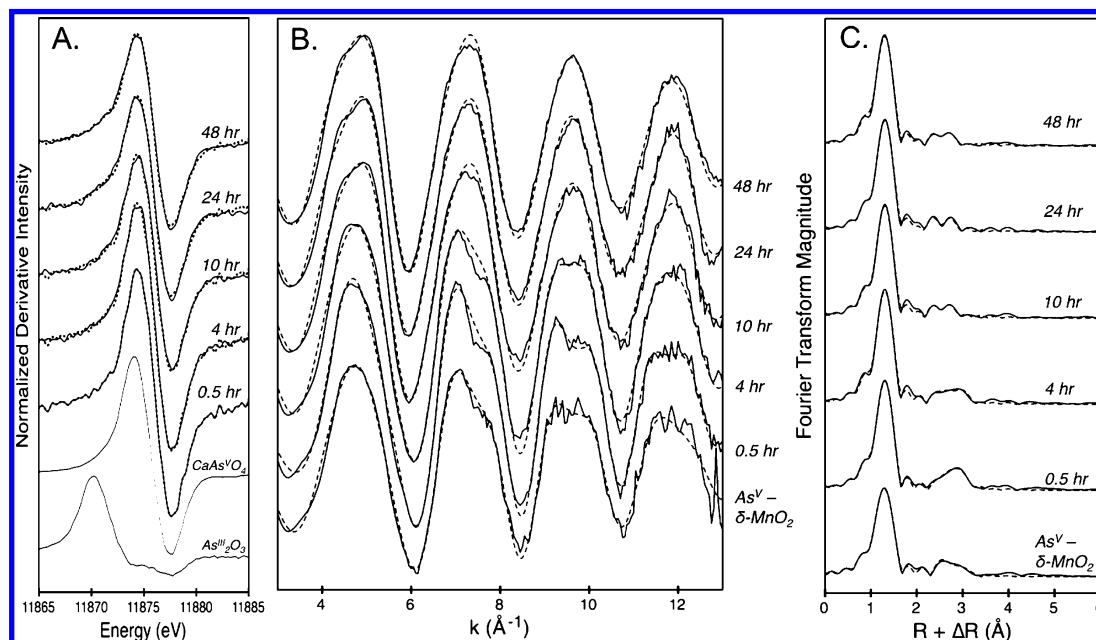 A.
48 hr
24 hr
10 hr
4 hr
0.5 hr
CaAsⱽO₄
Asᴵᴵᴵ₂O₃
Normalized Derivative Intensity
11865 11870 11875 11880 11885
Energy (eV)
B.
48 hr
24 hr
10 hr
4 hr
0.5 hr
Asⱽ –
δ-MnO₂
4 6 8 10 12
k (Å⁻¹)
C.
48 hr
24 hr
10 hr
4 hr
0.5 hr
Asⱽ –
δ-MnO₂
Fourier Transform Magnitude
0 1 2 3 4 5 6
R + ΔR (Å)